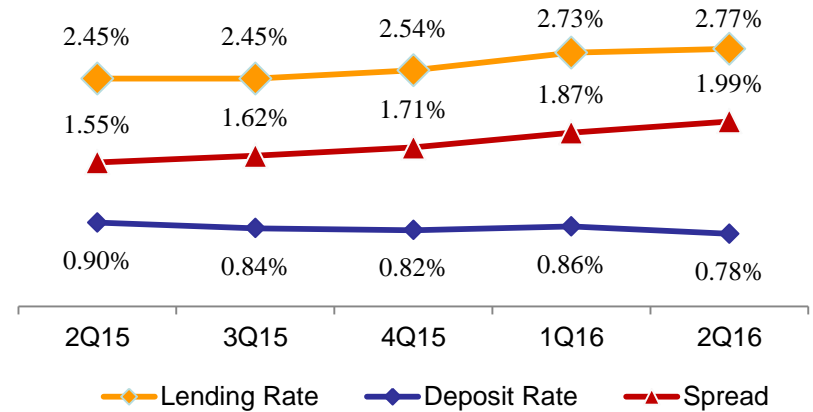 2.45% 2.45% 2.54% 2.73% 2.77%
1.55% 1.62% 1.71% 1.87% 1.99%
0.90% 0.84% 0.82% 0.86% 0.78%
2Q15 3Q15 4Q15 1Q16 2Q16
Lending Rate Deposit Rate Spread